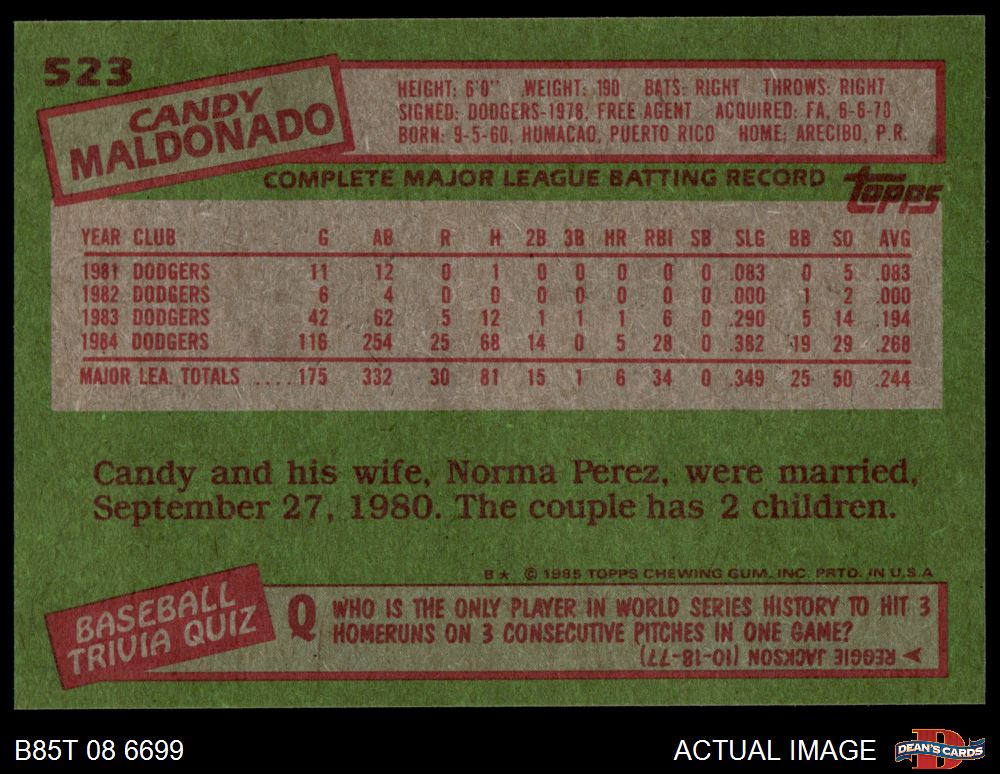 523
CANDY
MALDONADO
HEIGHT: 6'0" WEIGHT: 190 BATS: RIGHT THROWS: RIGHT
SIGNED: DODGERS-1978, FREE AGENT ACQUIRED: FA, 6-6-78
BORN: 9-5-60, HUMACAO, PUERTO RICO HOME: ARECIBO, P.R.
COMPLETE MAJOR LEAGUE BATTING RECORD
topps
YEAR CLUB G AB R H 2B 3B HR RBI SB SLG BB SO AVG
1981 DODGERS 11 12 0 1 0 0 0 0 0 .083 0 5 .083
1982 DODGERS 6 4 0 0 0 0 0 0 0 .000 1 2 .000
1983 DODGERS 42 62 5 12 1 1 1 6 0 .290 5 14 .194
1984 DODGERS 116 254 25 68 14 0 5 28 0 .382 19 29 .268
MAJOR LEA. TOTALS ....175 332 30 81 15 1 6 34 0 .349 25 50 .244
Candy and his wife, Norma Perez, were married,
September 27, 1980. The couple has 2 children.
B★ © 1985 TOPPS CHEWING GUM, INC. PRTD. IN U.S.A
BASEBALL
TRIVIA QUIZ
Q WHO IS THE ONLY PLAYER IN WORLD SERIES HISTORY TO HIT 3
HOMERUNS ON 3 CONSECUTIVE PITCHES IN ONE GAME?
REGGIE JACKSON (10-18-77)
B85T 08 6699
ACTUAL IMAGE
DEAN'S CARDS